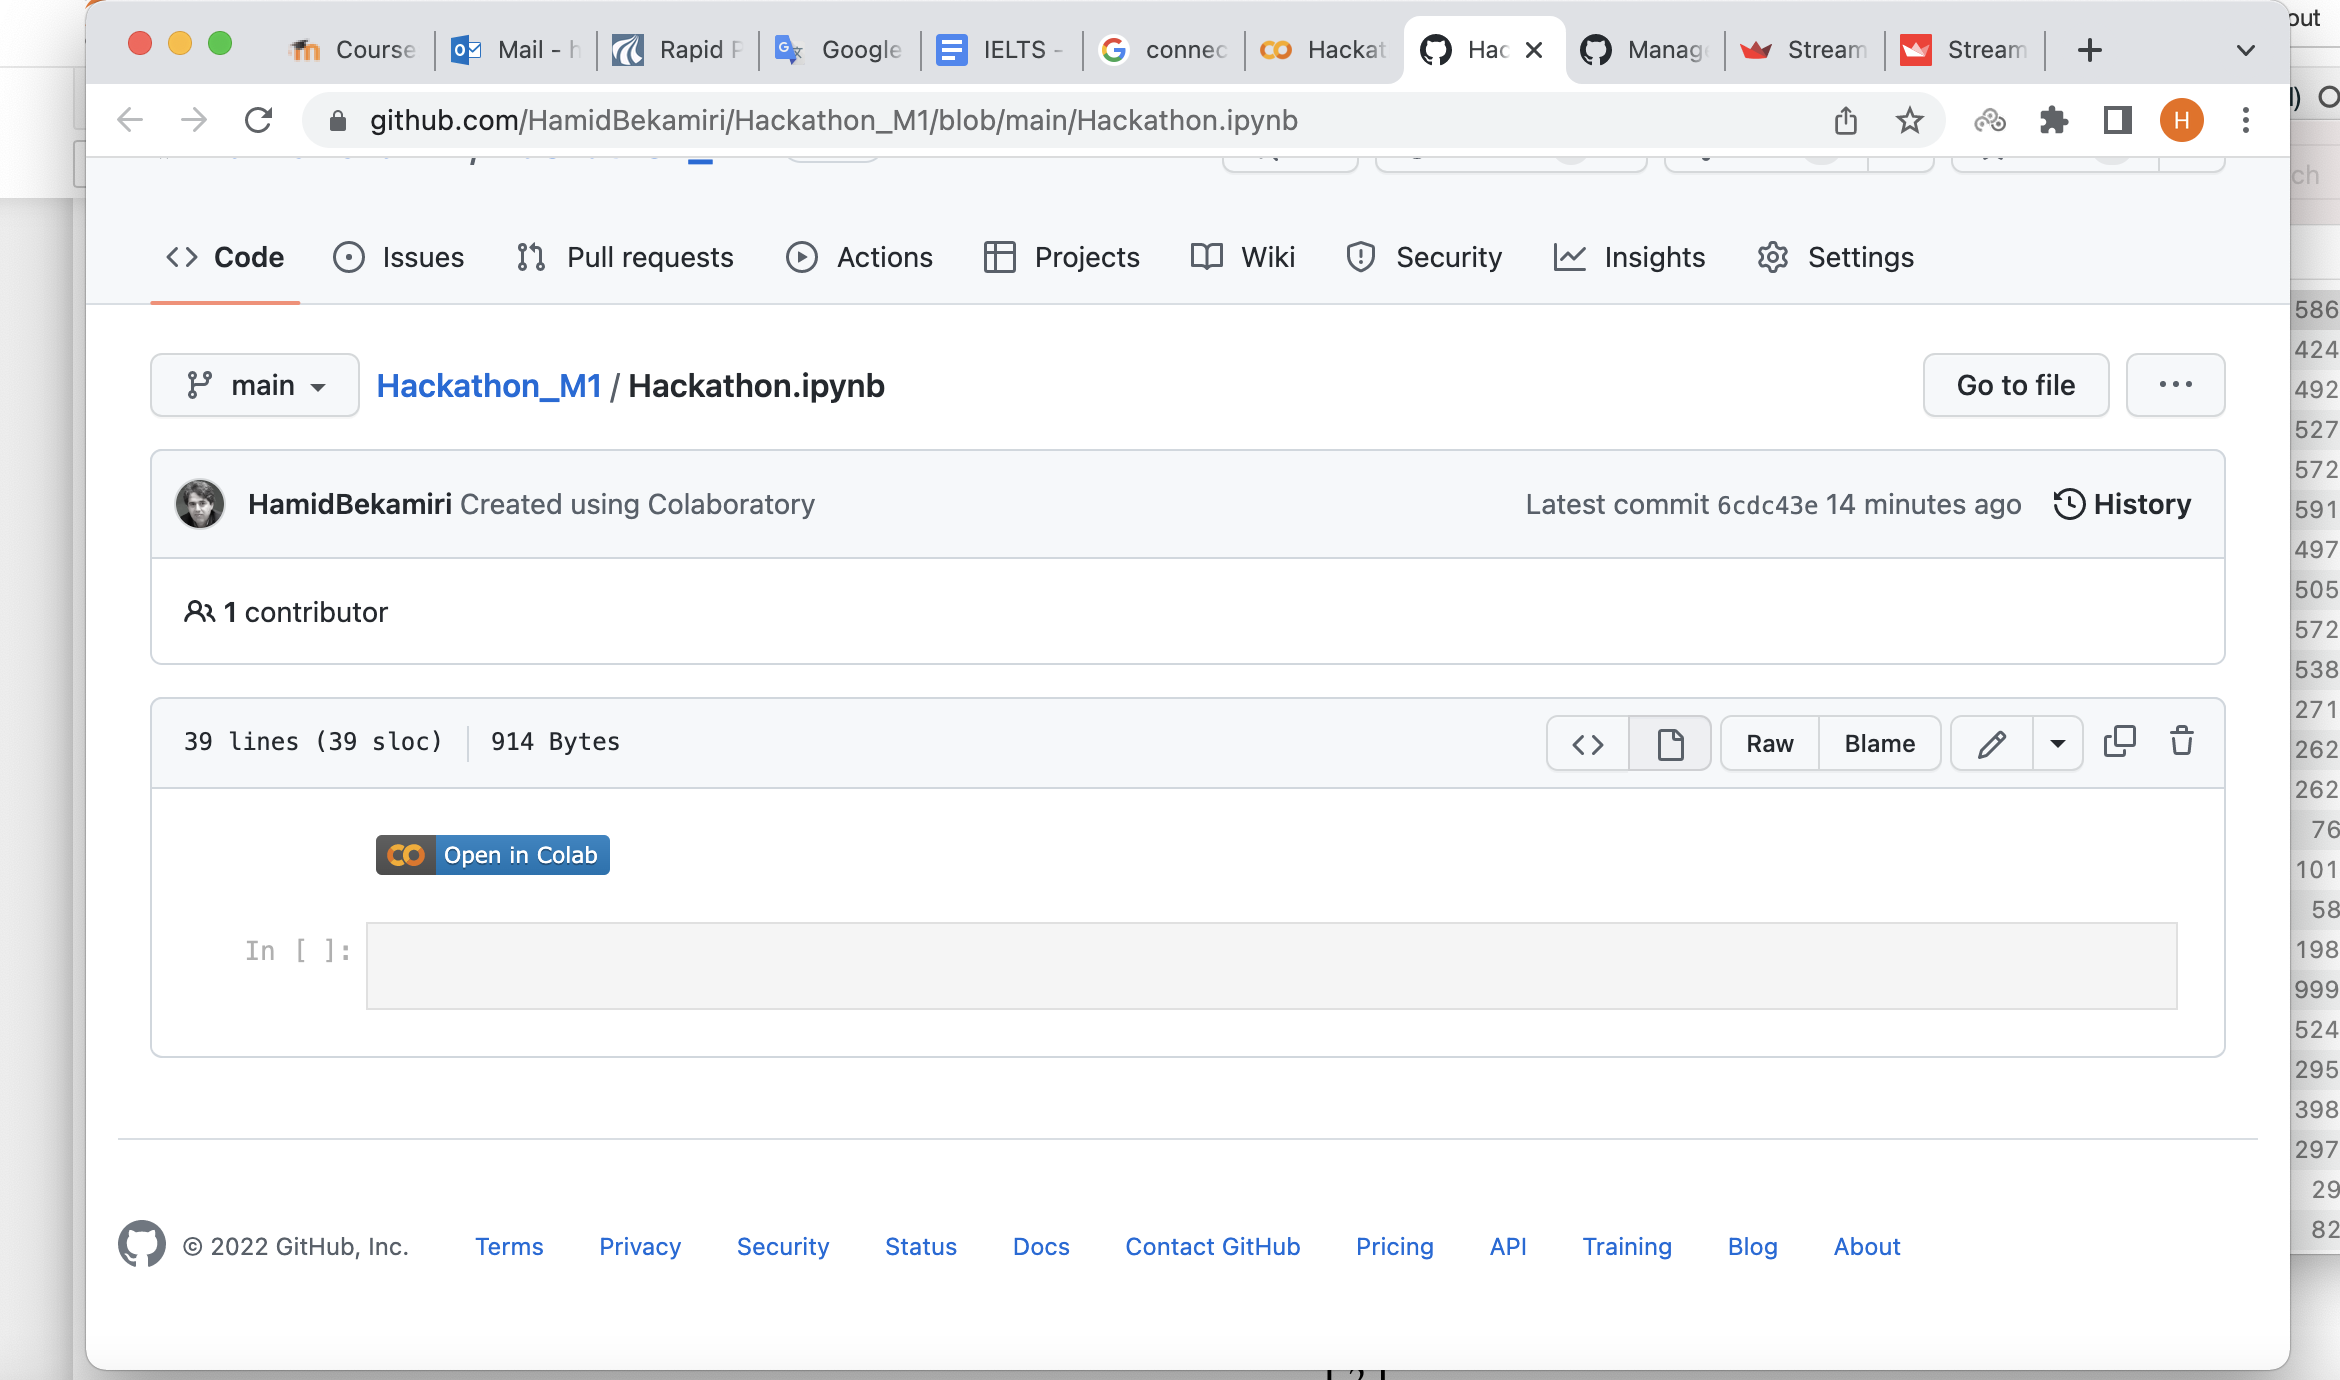 Course
Mail - h
Rapid P
Google
IELTS -
connec
Hackat
Hac
Manage
Stream
Stream
out
github.com/HamidBekamiri/Hackathon_M1/blob/main/Hackathon.ipynb
H
ch
Code
Issues
Pull requests
Actions
Projects
Wiki
Security
Insights
Settings
main
Hackathon_M1 / Hackathon.ipynb
Go to file
HamidBekamiri Created using Colaboratory
Latest commit 6cdc43e 14 minutes ago
History
1 contributor
39 lines (39 sloc)
914 Bytes
Raw
Blame
Open in Colab
In [ ]:
586
424
492
527
572
591
497
505
572
538
271
262
262
76
101
58
198
999
524
295
398
297
29
82
© 2022 GitHub, Inc.
Terms
Privacy
Security
Status
Docs
Contact GitHub
Pricing
API
Training
Blog
About